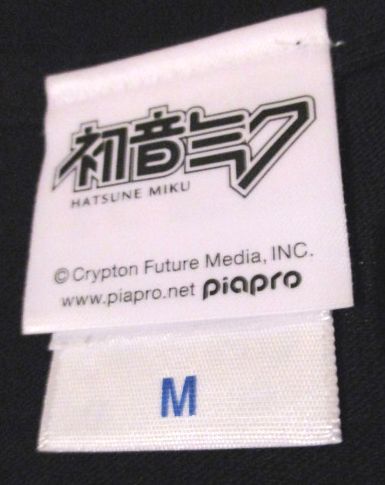 初音ミク
HATSUNE MIKU
© Crypton Future Media, INC.
www.piapro.net piapro
M